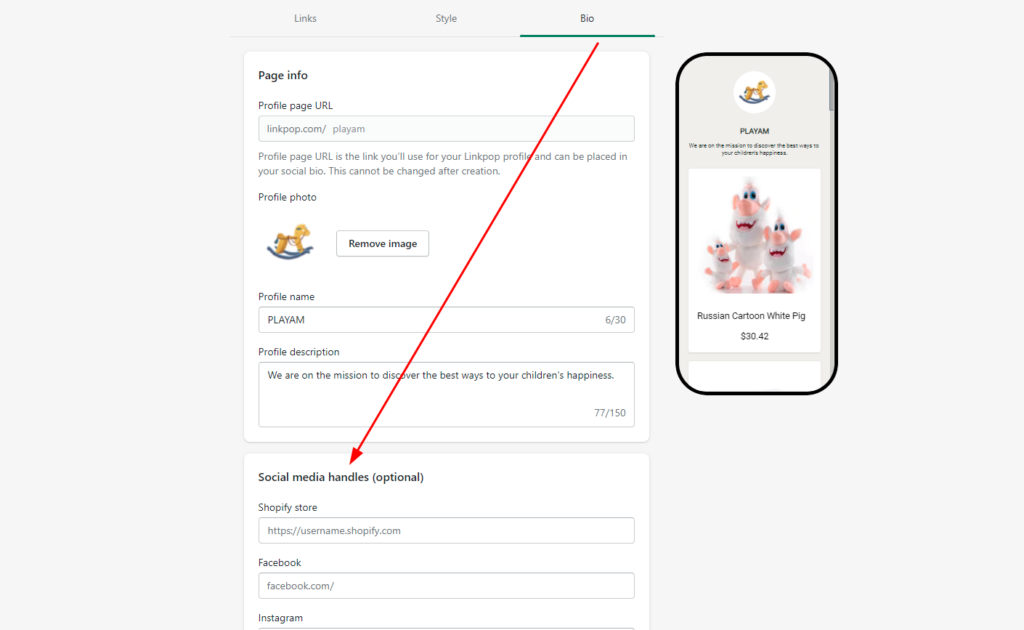 Links
Style
Bio
Page info
Profile page URL
linkpop.com/ playam
Profile page URL is the link you'll use for your Linkpop profile and can be placed in
your social bio. This cannot be changed after creation.
Profile photo
Remove image
Profile name
PLAYAM 6/30
Profile description
We are on the mission to discover the best ways to your children's happiness.
77/150
Social media handles (optional)
Shopify store
https://username.shopify.com
Facebook
facebook.com/
Instagram
PLAYAM
We are on the mission to discover the best ways to
your children's happiness.
Russian Cartoon White Pig
$30.42